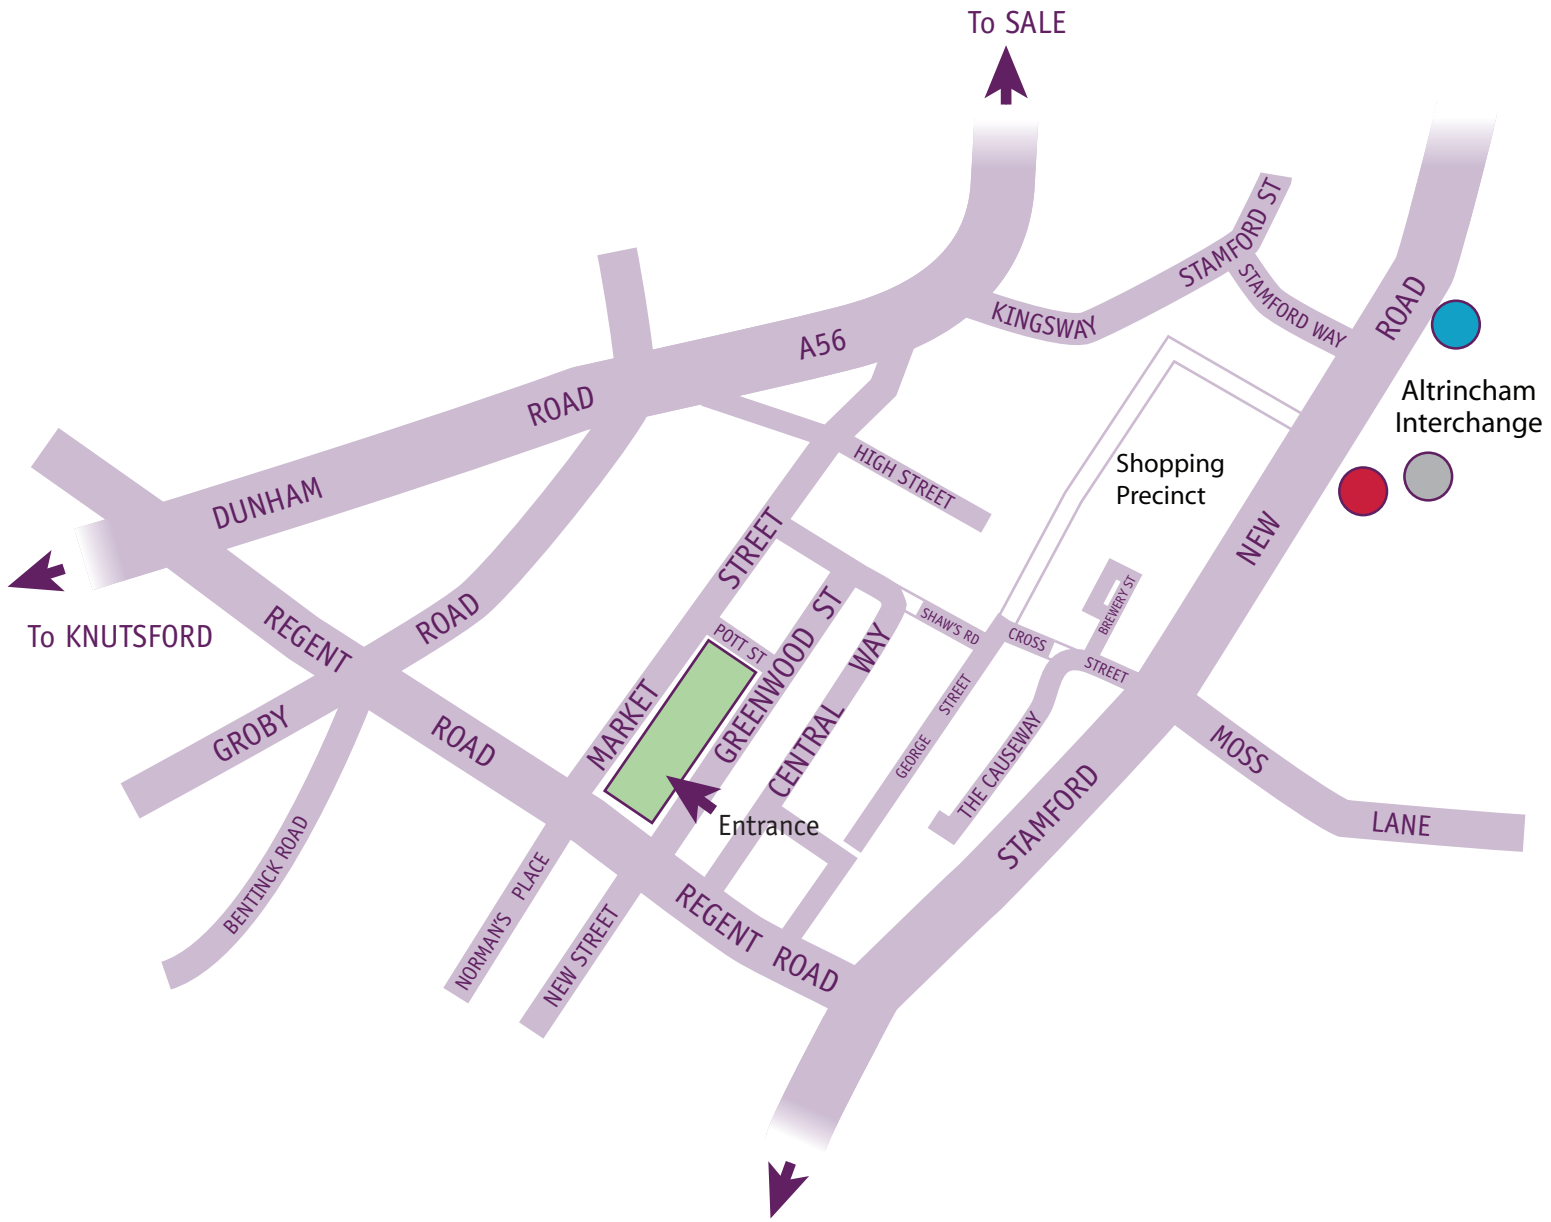 To SALE
STAMFORD ST
STAMFORD WAY
KINGSWAY
A56
ROAD
DUNHAM
To KNUTSFORD
ROAD
Altrincham
Interchange
Shopping
Precinct
NEW
STAMFORD
HIGH STREET
STREET
MARKET
POTT ST
GREENWOOD ST
CENTRAL WAY
SHAW'S RD
CROSS
STREET
BREWERY ST
GEORGE STREET
THE CAUSEWAY
MOSS
LANE
REGENT
ROAD
ROAD
GROBY
BENTINCK ROAD
Entrance
NORMAN'S PLACE
NEW STREET
REGENT ROAD